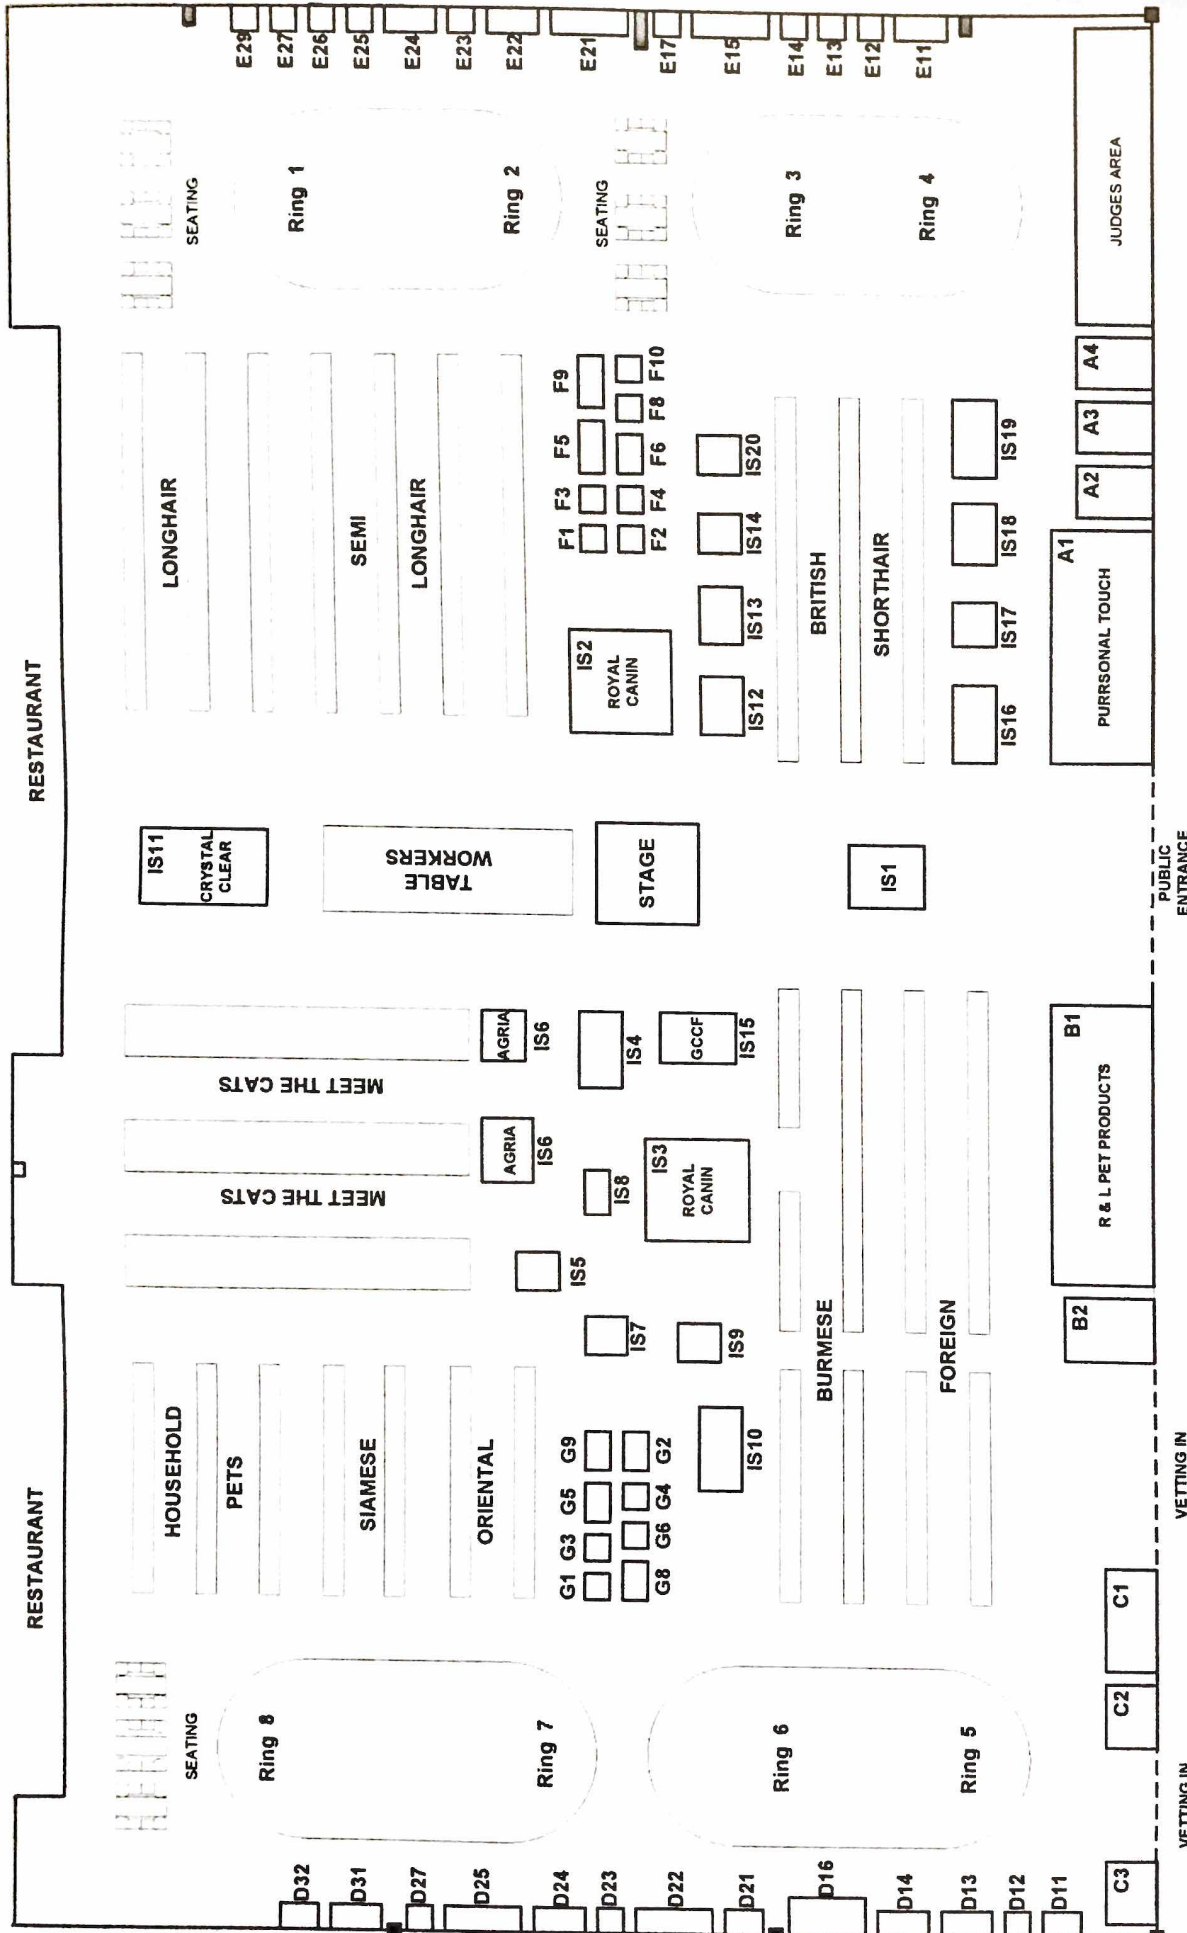 RESTAURANT
RESTAURANT
SEATING
Ring 8
Ring 7
Ring 6
Ring 5
D32
D31
D27
D25
D24
D23
D22
D21
D16
D14
D13
D12
D11
HOUSEHOLD
PETS
SIAMESE
ORIENTAL
G1
G3
G5
G9
G8
G6
G4
G2
IS10
MEET THE CATS
MEET THE CATS
IS5
AGRIA
IS6
AGRIA
IS6
IS7
IS8
IS4
IS9
IS3
ROYAL
CANIN
GCCF
IS15
BURMESE
FOREIGN
IS11
CRYSTAL
CLEAR
TABLE
WORKERS
STAGE
IS1
LONGHAIR
SEMI
LONGHAIR
IS2
ROYAL
CANIN
F1
F3
F5
F9
F2
F4
F6
F8
F10
IS12
IS13
IS14
IS20
BRITISH
SHORTHAIR
IS16
IS17
IS18
IS19
SEATING
Ring 1
Ring 2
SEATING
Ring 3
Ring 4
E29
E27
E26
E25
E24
E23
E22
E21
E17
E15
E14
E13
E12
E11
C3
C2
C1
B2
B1
R & L PET PRODUCTS
A1
PURRSONAL TOUCH
A2
A3
A4
JUDGES AREA
VETTING IN
VETTING IN
PUBLIC
ENTRANCE